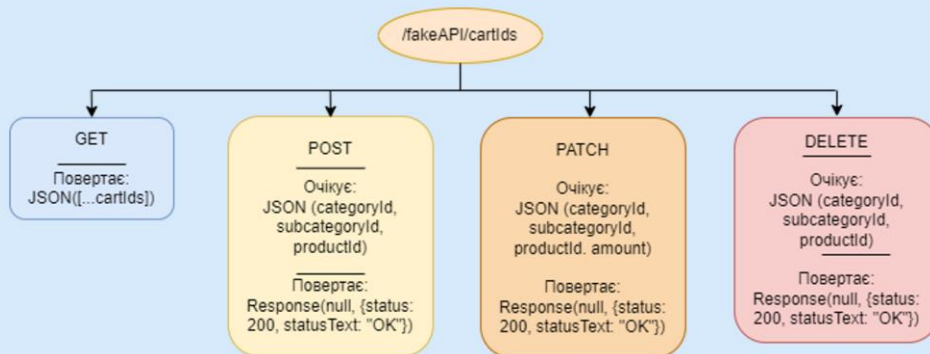 /fakeAPI/cartIds
GET
Повертає:
JSON([...cartIds])
POST
Очікує:
JSON (categoryId,
subcategoryId,
productId)
Повертає:
Response(null, {status:
200, statusText: "OK"})
PATCH
Очікує:
JSON (categoryId,
subcategoryId,
productId. amount)
Повертає:
Response(null, {status:
200, statusText: "OK"})
DELETE
Очікує:
JSON (categoryId,
subcategoryId,
productId)
Повертає:
Response(null, {status:
200, statusText: "OK"})